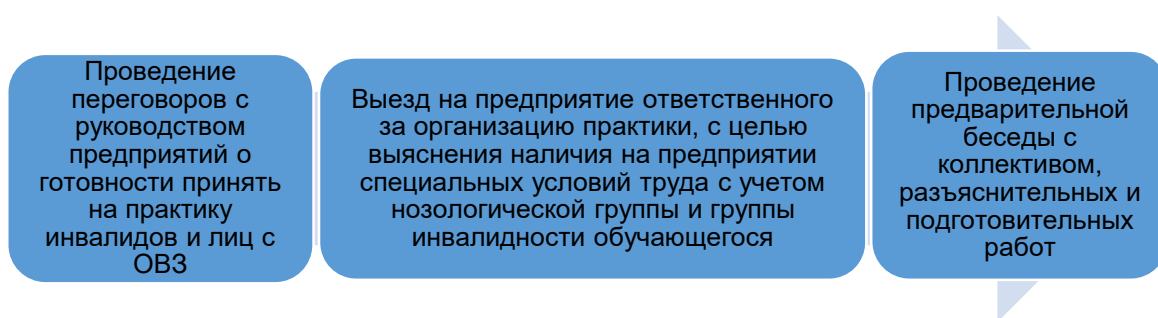 Проведение
переговоров с
руководством
предприятий о
готовности принять
на практику
инвалидов и лиц с
ОВЗ
Выезд на предприятие ответственного
за организацию практики, с целью
выяснения наличия на предприятии
специальных условий труда с учетом
нозологической группы и группы
инвалидности обучающегося
Проведение
предварительной
беседы с
коллективом,
разъяснительных и
подготовительных
работ